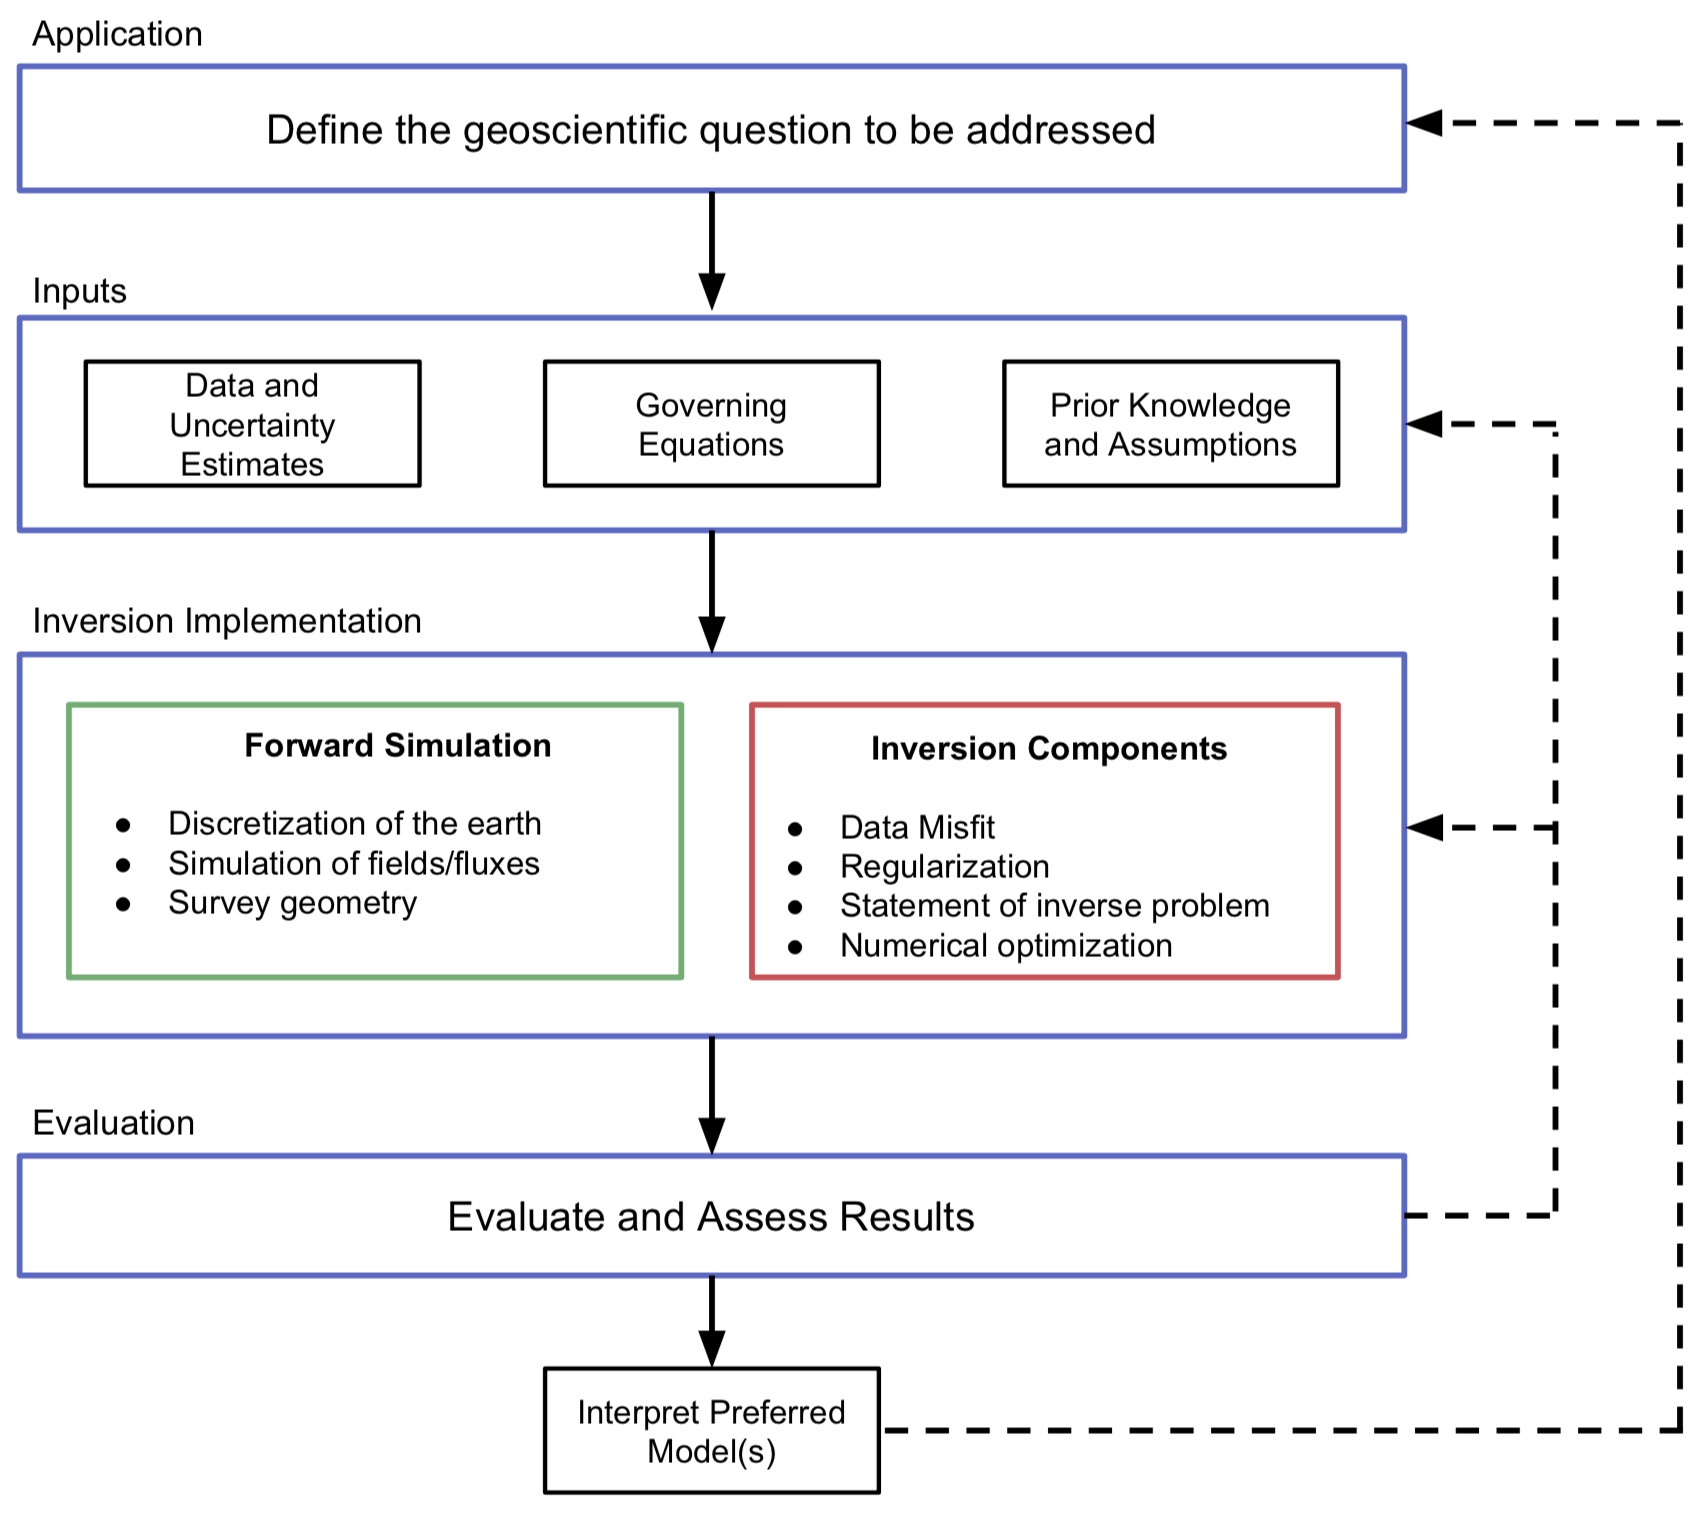 Application
Define the geoscientific question to be addressed
Inputs
Data and
Uncertainty
Estimates
Governing
Equations
Prior Knowledge
and Assumptions
Inversion Implementation
Forward Simulation
● Discretization of the earth
● Simulation of fields/fluxes
● Survey geometry
Inversion Components
● Data Misfit
● Regularization
● Statement of inverse problem
● Numerical optimization
Evaluation
Evaluate and Assess Results
Interpret Preferred
Model(s)